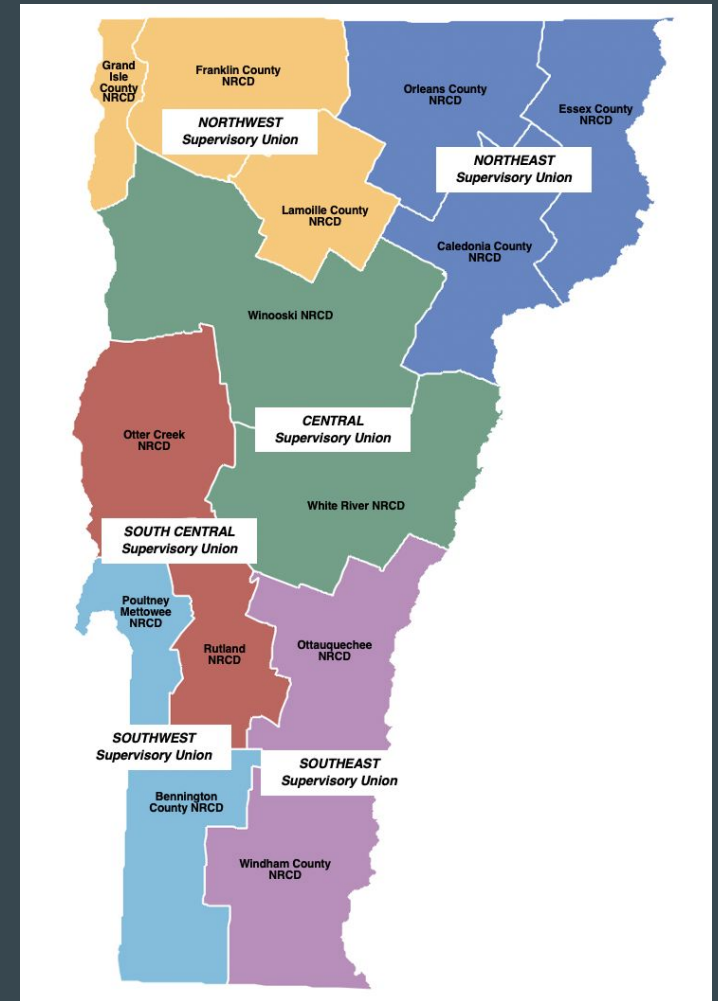 Grand
Isle
County
NRCD
Franklin County
NRCD
NORTHWEST
Supervisory Union
Lamoille County
NRCD
Orleans County
NRCD
Essex County
NRCD
NORTHEAST
Supervisory Union
Caledonia County
NRCD
Winooski NRCD
CENTRAL
Supervisory Union
White River NRCD
Otter Creek
NRCD
SOUTH CENTRAL
Supervisory Union
Poultney
Mettowee
NRCD
Rutland
NRCD
Ottauquechee
NRCD
SOUTHWEST
Supervisory Union
SOUTHEAST
Supervisory Union
Bennington
County NRCD
Windham County
NRCD